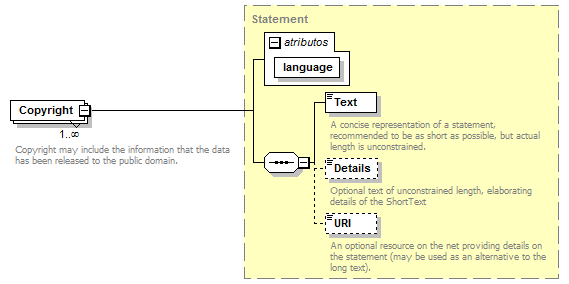 Statement
atributos
language
Copyright
1..∞
Copyright may include the information that the data
has been released to the public domain.
Text
A concise representation of a statement,
recommended to be as short as possible, but actual
length is unconstrained.
Details
Optional text of unconstrained length, elaborating
details of the ShortText
URI
An optional resource on the net providing details on
the statement (may be used as an alternative to the
long text).